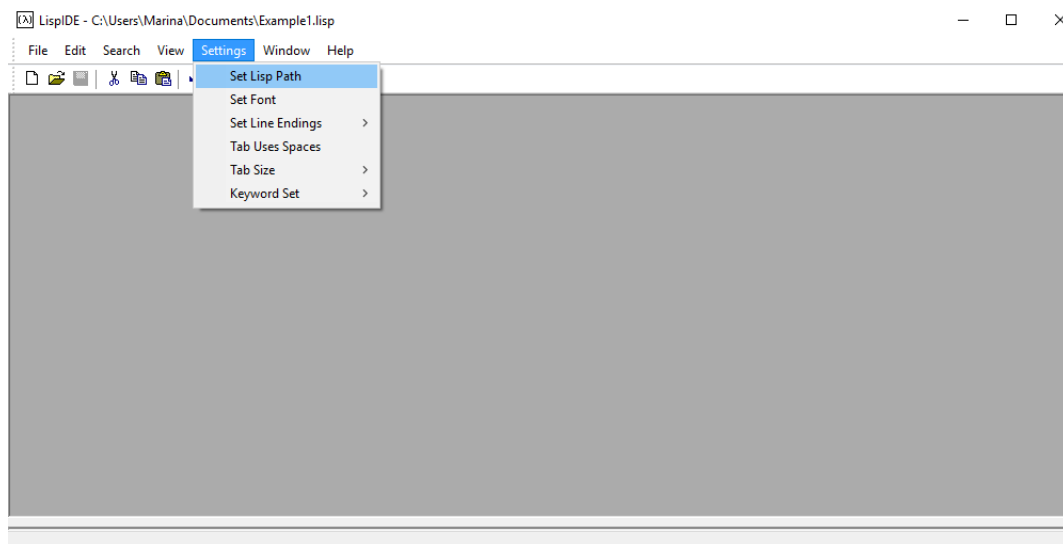 (λ) LispIDE - C:\Users\Marina\Documents\Example1.lisp
File Edit Search View Settings Window Help
Set Lisp Path
Set Font
Set Line Endings
Tab Uses Spaces
Tab Size
Keyword Set